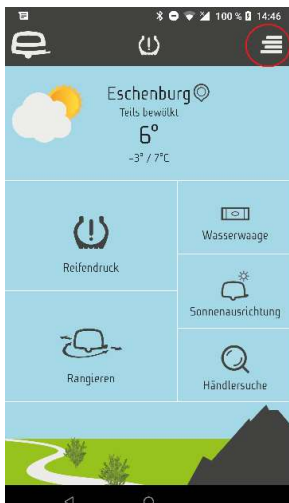 100 % 14:46
Eschenburg
Teils bewölkt
6°
-3° / 7°C
Reifendruck
Wasserwaage
Sonnenausrichtung
Rangieren
Händlersuche